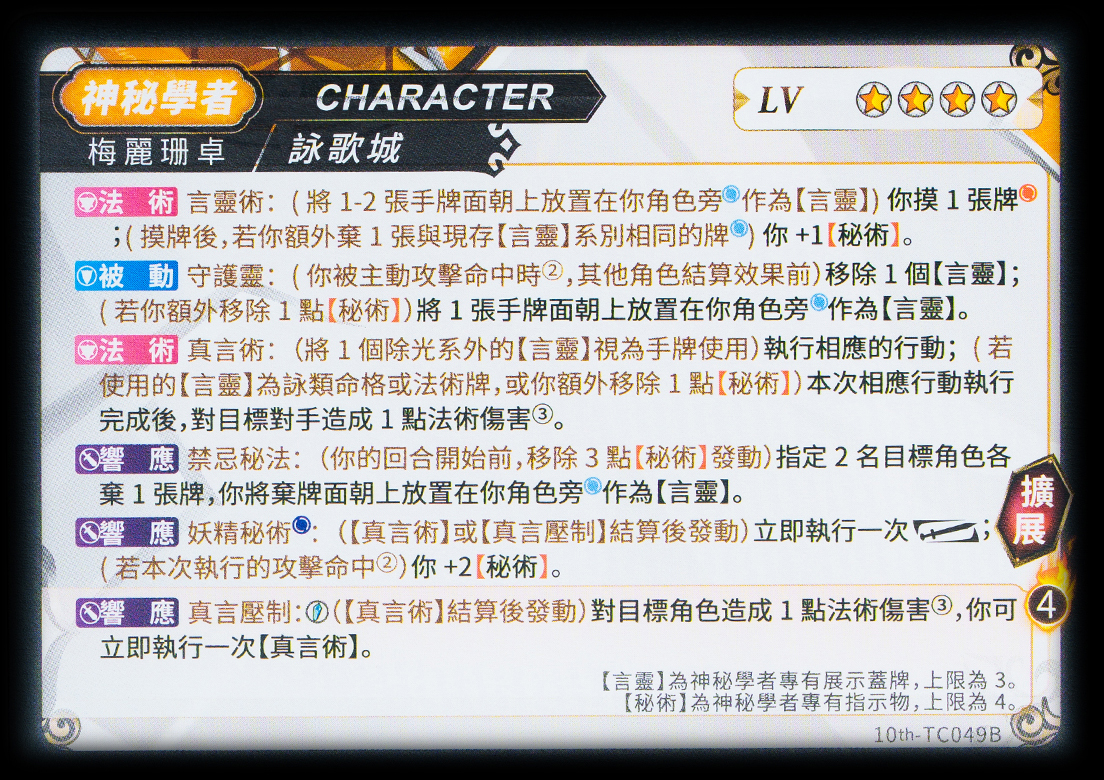 神秘學者 CHARACTER LV
梅麗珊卓 / 詠歌城
法 術 言靈術：(將 1-2 張手牌面朝上放置在你角色旁作為【言靈】)你摸 1 張牌
；(摸牌後，若你額外棄 1 張與現存【言靈】系別相同的牌)你 +1【秘術】。
被 動 守護靈：(你被主動攻擊命中時②，其他角色結算效果前)移除 1 個【言靈】；
(若你額外移除 1 點【秘術】)將 1 張手牌面朝上放置在你角色旁作為【言靈】。
法 術 真言術：(將 1 個除光系外的【言靈】視為手牌使用)執行相應的行動；(若
使用的【言靈】為詠類命格或法術牌，或你額外移除 1 點【秘術】)本次相應行動執行
完成後，對目標對手造成 1 點法術傷害③。
響 應 禁忌秘法：(你的回合開始前，移除 3 點【秘術】發動)指定 2 名目標角色各
棄 1 張牌，你將棄牌面朝上放置在你角色旁作為【言靈】。
擴
展
響 應 妖精秘術：(【真言術】或【真言壓制】結算後發動)立即執行一次；
(若本次執行的攻擊命中②)你 +2【秘術】。
響 應 真言壓制：(【真言術】結算後發動)對目標角色造成 1 點法術傷害③，你可 4
立即執行一次【真言術】。
【言靈】為神秘學者專有展示蓋牌，上限為 3。
【秘術】為神秘學者專有指示物，上限為 4。
10th-TC049B